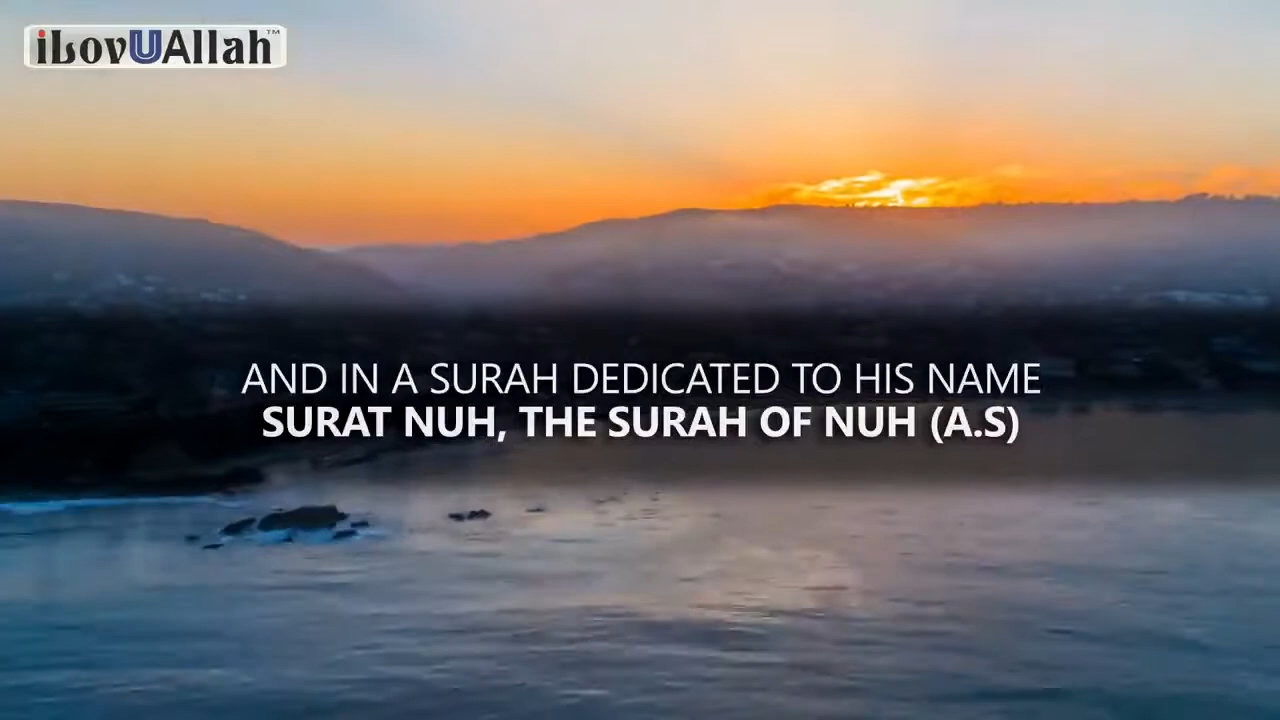 iLovUAllah™
AND IN A SURAH DEDICATED TO HIS NAME
SURAT NUH, THE SURAH OF NUH (A.S)